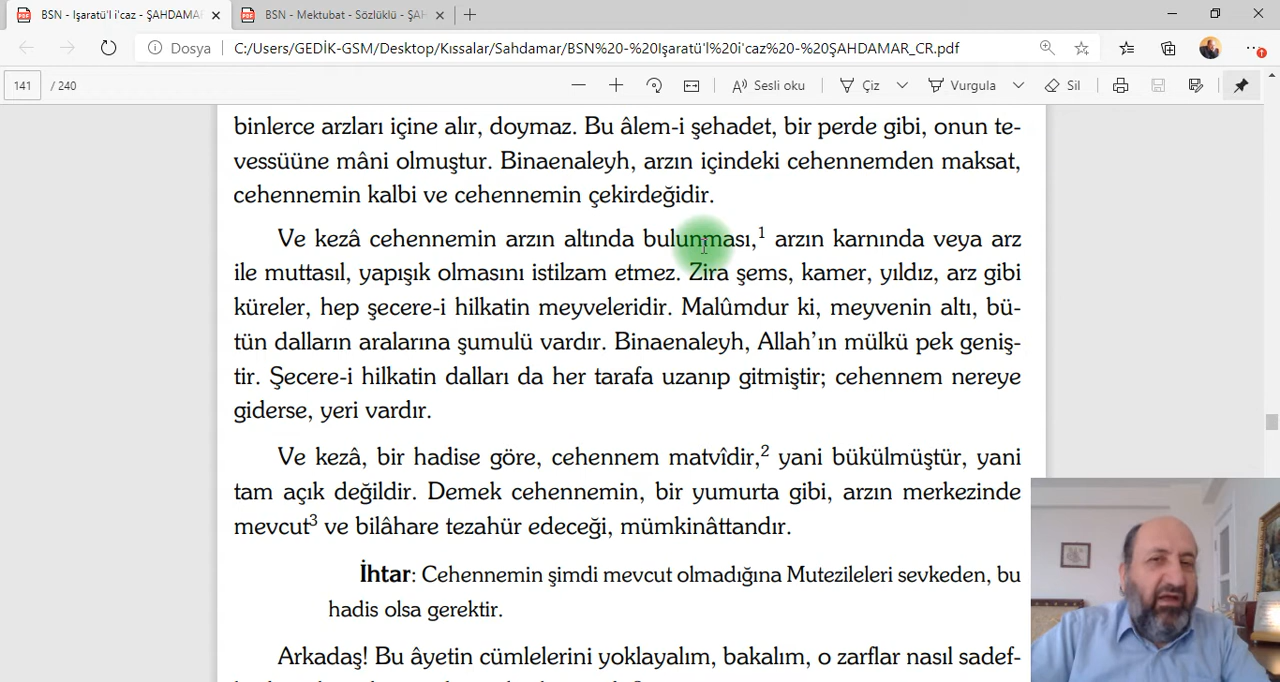 BSN - Işaratü'l i'caz - ŞAHDAMAR
BSN - Mektubat - Sözlüklü - ŞAH
Dosya
C:/Users/GEDİK-GSM/Desktop/Kıssalar/Sahdamar/BSN%20-%20Işaratü'l%20i'caz%20-%20ŞAHDAMAR_CR.pdf
141 / 240
Sesli oku
Çiz
Vurgula
Sil
binlerce arzları içine alır, doymaz. Bu âlem-i şehadet, bir perde gibi, onun te-
vessüüne mâni olmuştur. Binaenaleyh, arzın içindeki cehennemden maksat,
cehennemin kalbi ve cehennemin çekirdeğidir.
Ve kezâ cehennemin arzın altında bulunması,1 arzın karnında veya arz
ile muttasıl, yapışık olmasını istilzam etmez. Zira şems, kamer, yıldız, arz gibi
küreler, hep şecere-i hilkatin meyveleridir. Malûmdur ki, meyvenin altı, bü-
tün dalların aralarına şumulü vardır. Binaenaleyh, Allah'ın mülkü pek geniş-
tir. Şecere-i hilkatin dalları da her tarafa uzanıp gitmiştir; cehennem nereye
giderse, yeri vardır.
Ve kezâ, bir hadise göre, cehennem matvîdir,2 yani bükülmüştür, yani
tam açık değildir. Demek cehennemin, bir yumurta gibi, arzın merkezinde
mevcut3 ve bilâhare tezahür edeceği, mümkinâttandır.
İhtar: Cehennemin şimdi mevcut olmadığına Mutezileleri sevkeden, bu
hadis olsa gerektir.
Arkadaş! Bu âyetin cümlelerini yoklayalım, bakalım, o zarflar nasıl sadef-